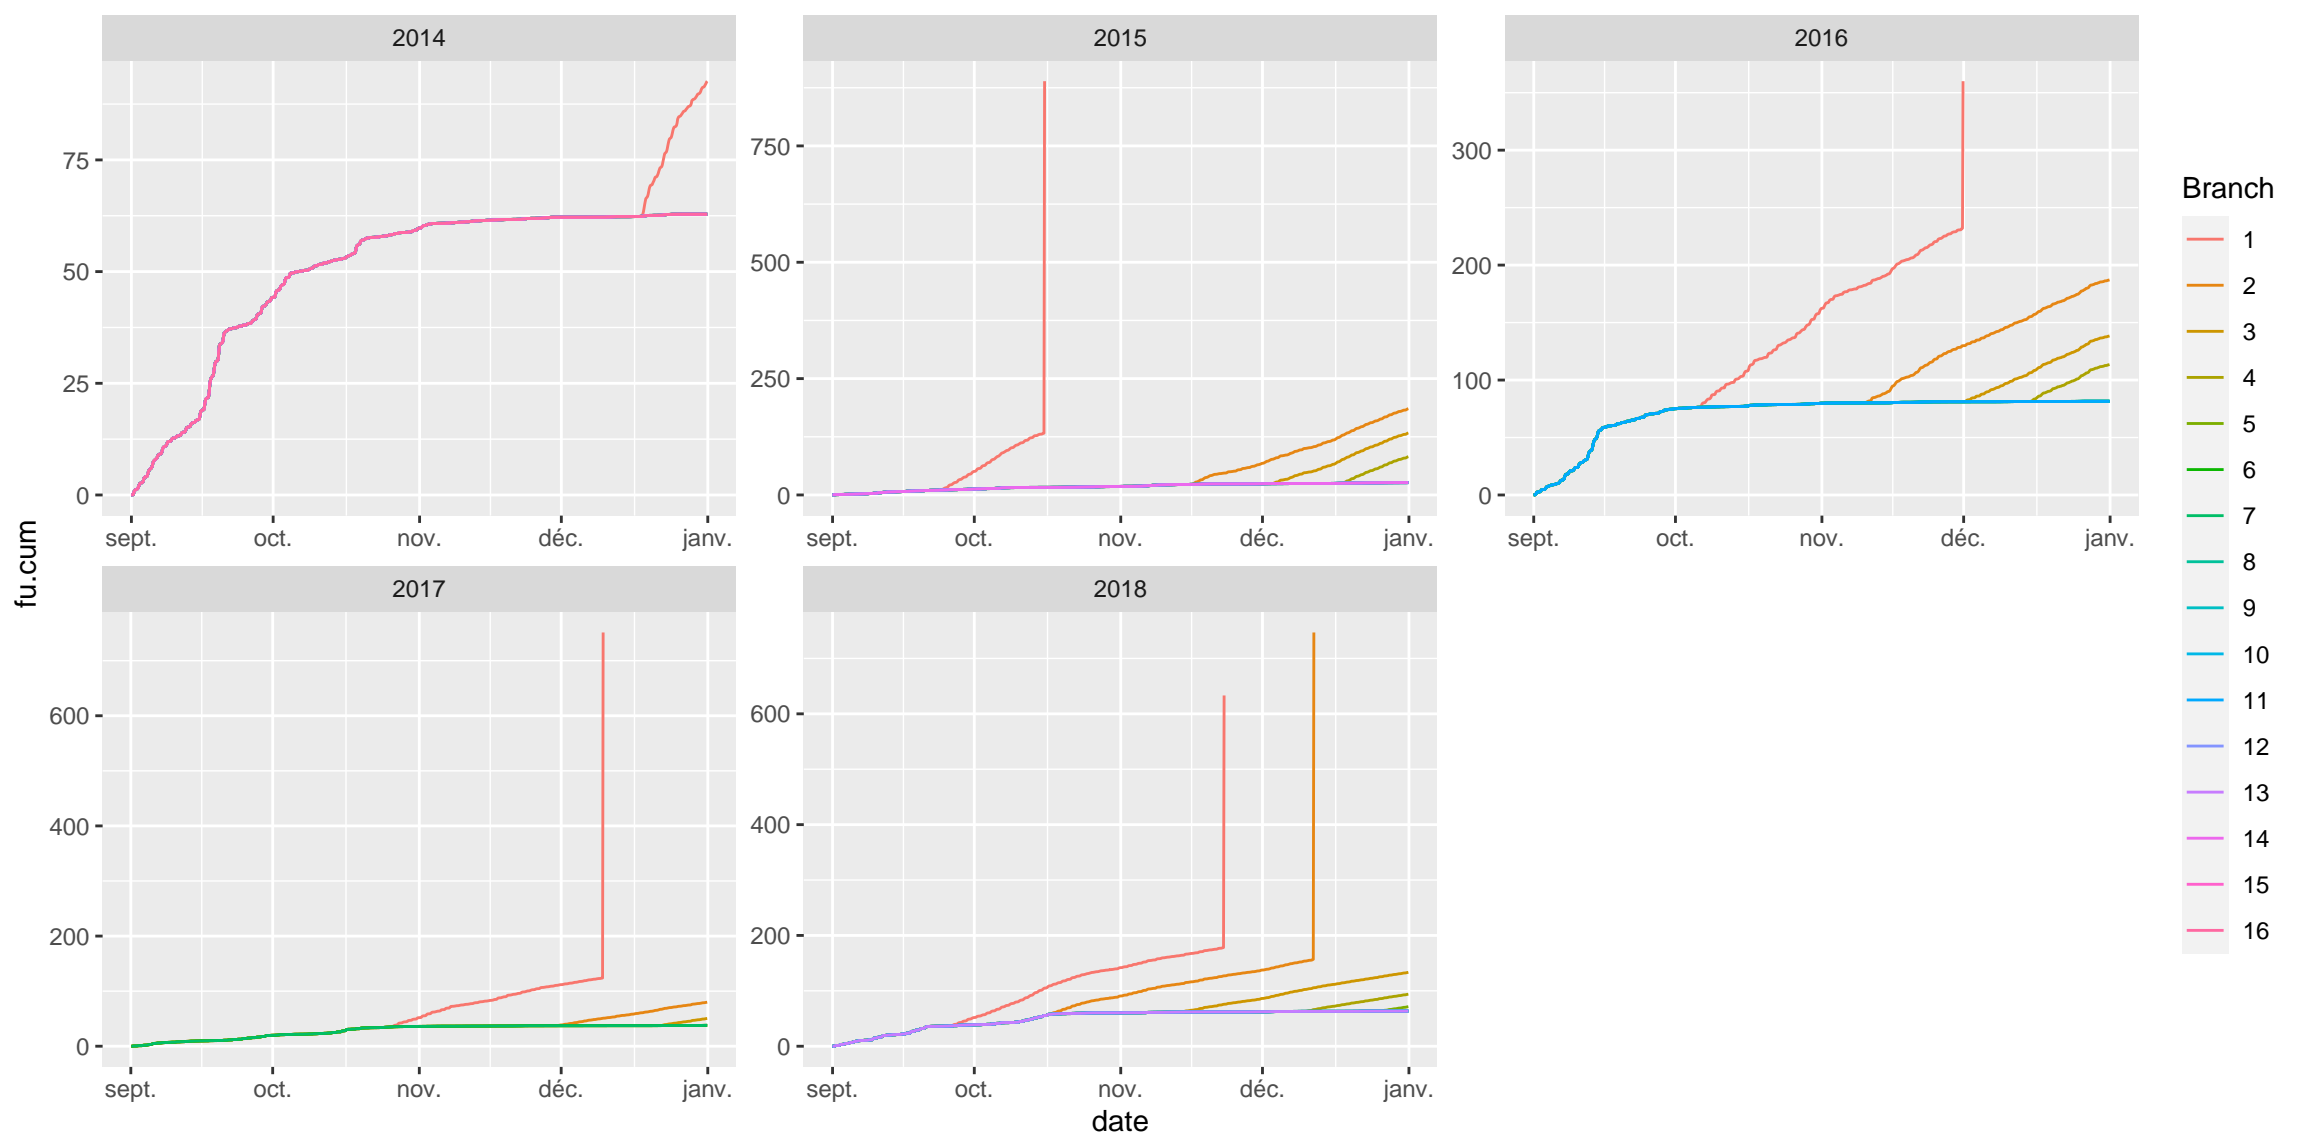 2014
2015
2016
75
50
25
0
sept.
oct.
nov.
déc.
janv.
750
500
250
0
sept.
oct.
nov.
déc.
janv.
300
200
100
0
sept.
oct.
nov.
déc.
janv.
fu.cum
2017
2018
600
400
200
0
sept.
oct.
nov.
déc.
janv.
600
400
200
0
sept.
oct.
nov.
déc.
janv.
date
Branch
1
2
3
4
5
6
7
8
9
10
11
12
13
14
15
16